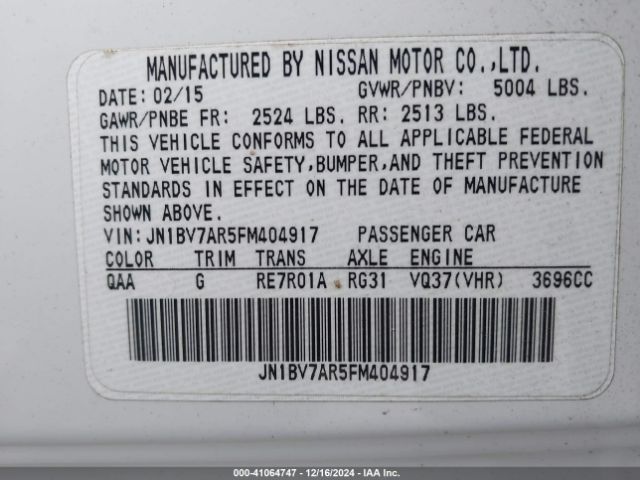 MANUFACTURED BY NISSAN MOTOR CO.,LTD.
DATE: 02/15 GVWR/PNBV: 5004 LBS.
GAWR/PNBE FR: 2524 LBS. RR: 2513 LBS.
THIS VEHICLE CONFORMS TO ALL APPLICABLE FEDERAL
MOTOR VEHICLE SAFETY,BUMPER,AND THEFT PREVENTION
STANDARDS IN EFFECT ON THE DATE OF MANUFACTURE
SHOWN ABOVE.
VIN:JN1BV7AR5FM404917 PASSENGER CAR
COLOR TRIM TRANS AXLE ENGINE
QAA G RE7R01A RG31 VQ37(VHR) 3696CC
JN1BV7AR5FM404917
0-41064747 - 12/16/2024 - IAA Inc.